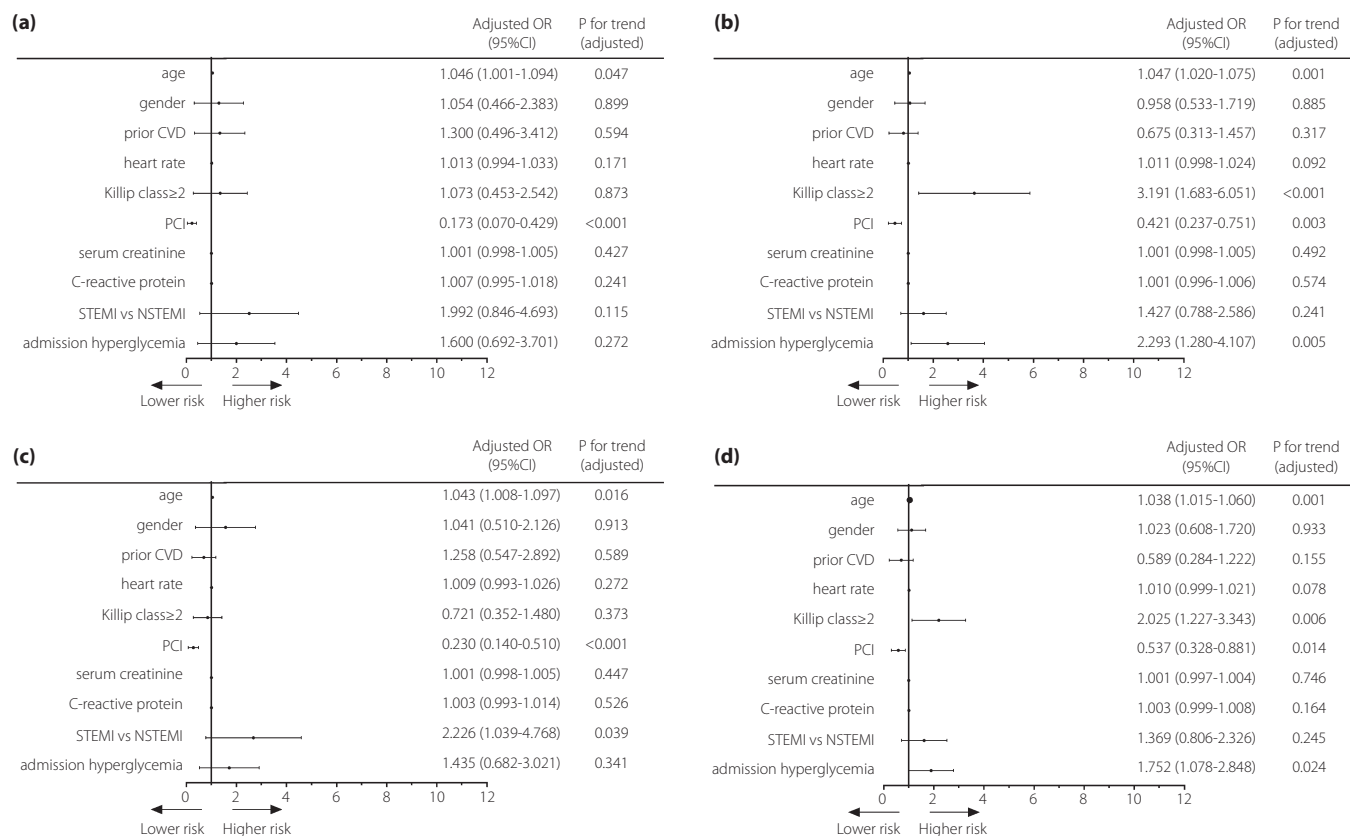 (a)
Adjusted OR P for trend
(95%CI) (adjusted)
age 1.046 (1.001-1.094) 0.047
gender 1.054 (0.466-2.383) 0.899
prior CVD 1.300 (0.496-3.412) 0.594
heart rate 1.013 (0.994-1.033) 0.171
Killip class≥2 1.073 (0.453-2.542) 0.873
PCI 0.173 (0.070-0.429) <0.001
serum creatinine 1.001 (0.998-1.005) 0.427
C-reactive protein 1.007 (0.995-1.018) 0.241
STEMI vs NSTEMI 1.992 (0.846-4.693) 0.115
admission hyperglycemia 1.600 (0.692-3.701) 0.272
0 2 4 6 8 10 12
Lower risk Higher risk
(b)
Adjusted OR P for trend
(95%CI) (adjusted)
age 1.047 (1.020-1.075) 0.001
gender 0.958 (0.533-1.719) 0.885
prior CVD 0.675 (0.313-1.457) 0.317
heart rate 1.011 (0.998-1.024) 0.092
Killip class≥2 3.191 (1.683-6.051) <0.001
PCI 0.421 (0.237-0.751) 0.003
serum creatinine 1.001 (0.998-1.005) 0.492
C-reactive protein 1.001 (0.996-1.006) 0.574
STEMI vs NSTEMI 1.427 (0.788-2.586) 0.241
admission hyperglycemia 2.293 (1.280-4.107) 0.005
0 2 4 6 8 10 12
Lower risk Higher risk
(c)
Adjusted OR P for trend
(95%CI) (adjusted)
age 1.043 (1.008-1.097) 0.016
gender 1.041 (0.510-2.126) 0.913
prior CVD 1.258 (0.547-2.892) 0.589
heart rate 1.009 (0.993-1.026) 0.272
Killip class≥2 0.721 (0.352-1.480) 0.373
PCI 0.230 (0.140-0.510) <0.001
serum creatinine 1.001 (0.998-1.005) 0.447
C-reactive protein 1.003 (0.993-1.014) 0.526
STEMI vs NSTEMI 2.226 (1.039-4.768) 0.039
admission hyperglycemia 1.435 (0.682-3.021) 0.341
0 2 4 6 8 10 12
Lower risk Higher risk
(d)
Adjusted OR P for trend
(95%CI) (adjusted)
age 1.038 (1.015-1.060) 0.001
gender 1.023 (0.608-1.720) 0.933
prior CVD 0.589 (0.284-1.222) 0.155
heart rate 1.010 (0.999-1.021) 0.078
Killip class≥2 2.025 (1.227-3.343) 0.006
PCI 0.537 (0.328-0.881) 0.014
serum creatinine 1.001 (0.997-1.004) 0.746
C-reactive protein 1.003 (0.999-1.008) 0.164
STEMI vs NSTEMI 1.369 (0.806-2.326) 0.245
admission hyperglycemia 1.752 (1.078-2.848) 0.024
0 2 4 6 8 10 12
Lower risk Higher risk